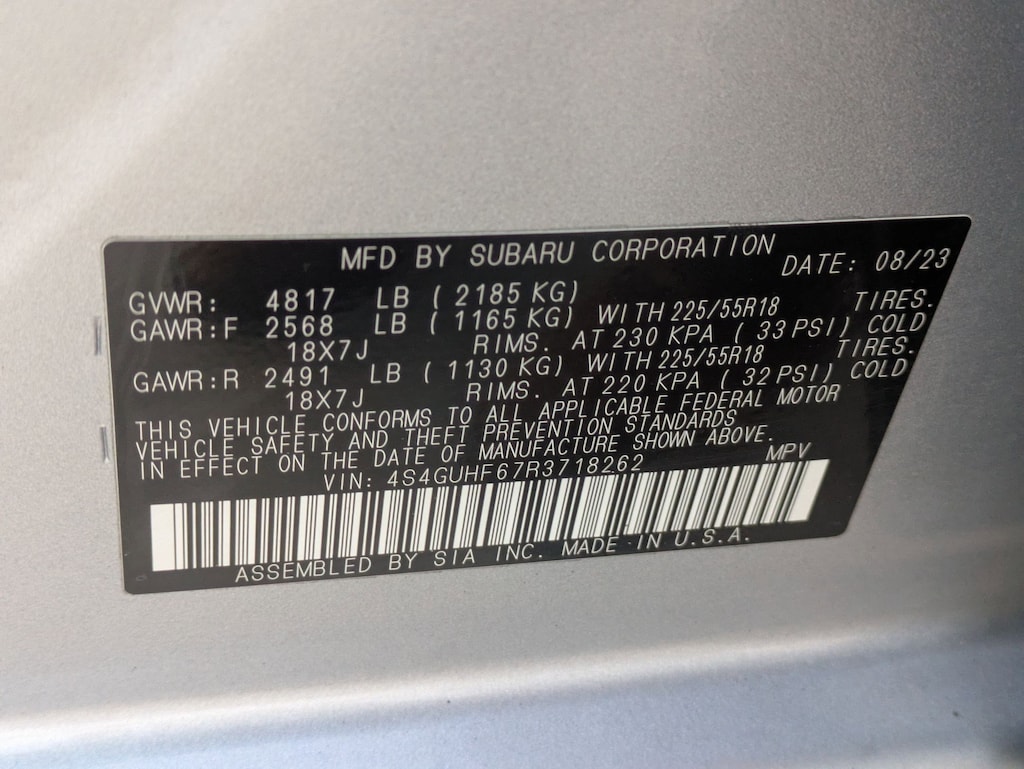 MFD BY SUBARU CORPORATION DATE: 08/23
GVWR: 4817 LB ( 2185 KG)
GAWR:F 2568 LB ( 1165 KG) WITH 225/55R18 TIRES.
18X7J RIMS. AT 230 KPA ( 33 PSI) COLD
GAWR:R 2491 LB ( 1130 KG) WITH 225/55R18 TIRES.
18X7J RIMS. AT 220 KPA ( 32 PSI) COLD
THIS VEHICLE CONFORMS TO ALL APPLICABLE FEDERAL MOTOR
VEHICLE SAFETY AND THEFT PREVENTION STANDARDS
IN EFFECT ON THE DATE OF MANUFACTURE SHOWN ABOVE.
VIN: 4S4GUHF67R3718262 MPV
ASSEMBLED BY SIA INC. MADE IN U.S.A.